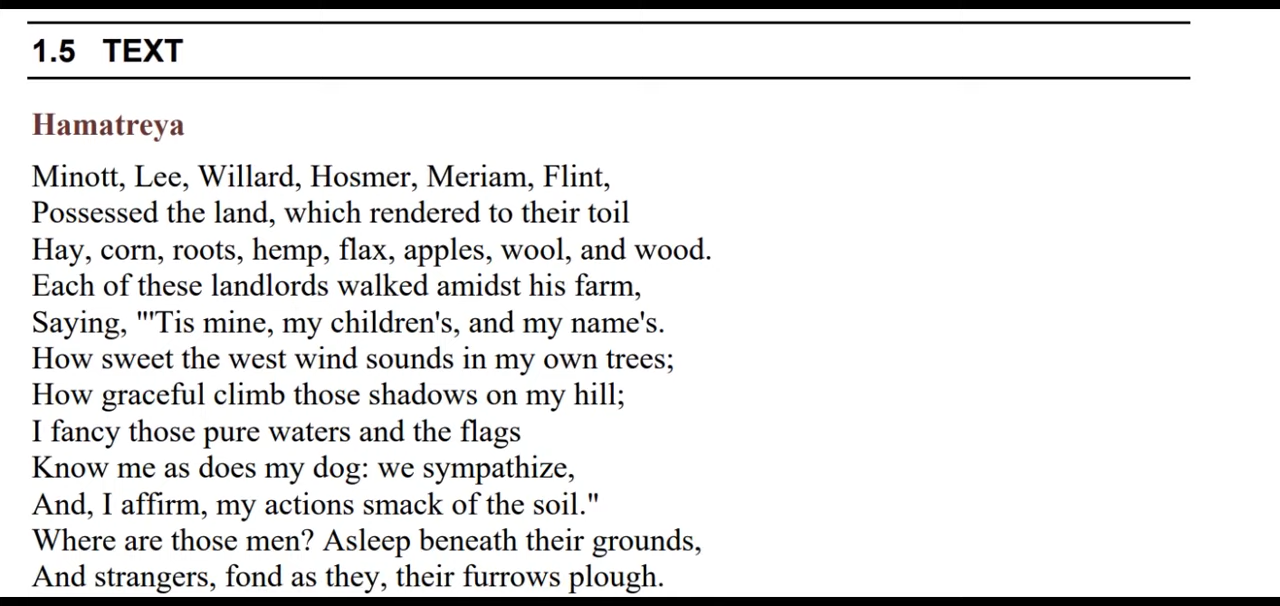 1.5 TEXT
Hamatreya
Minott, Lee, Willard, Hosmer, Meriam, Flint,
Possessed the land, which rendered to their toil
Hay, corn, roots, hemp, flax, apples, wool, and wood.
Each of these landlords walked amidst his farm,
Saying, "'Tis mine, my children's, and my name's.
How sweet the west wind sounds in my own trees;
How graceful climb those shadows on my hill;
I fancy those pure waters and the flags
Know me as does my dog: we sympathize,
And, I affirm, my actions smack of the soil."
Where are those men? Asleep beneath their grounds,
And strangers, fond as they, their furrows plough.